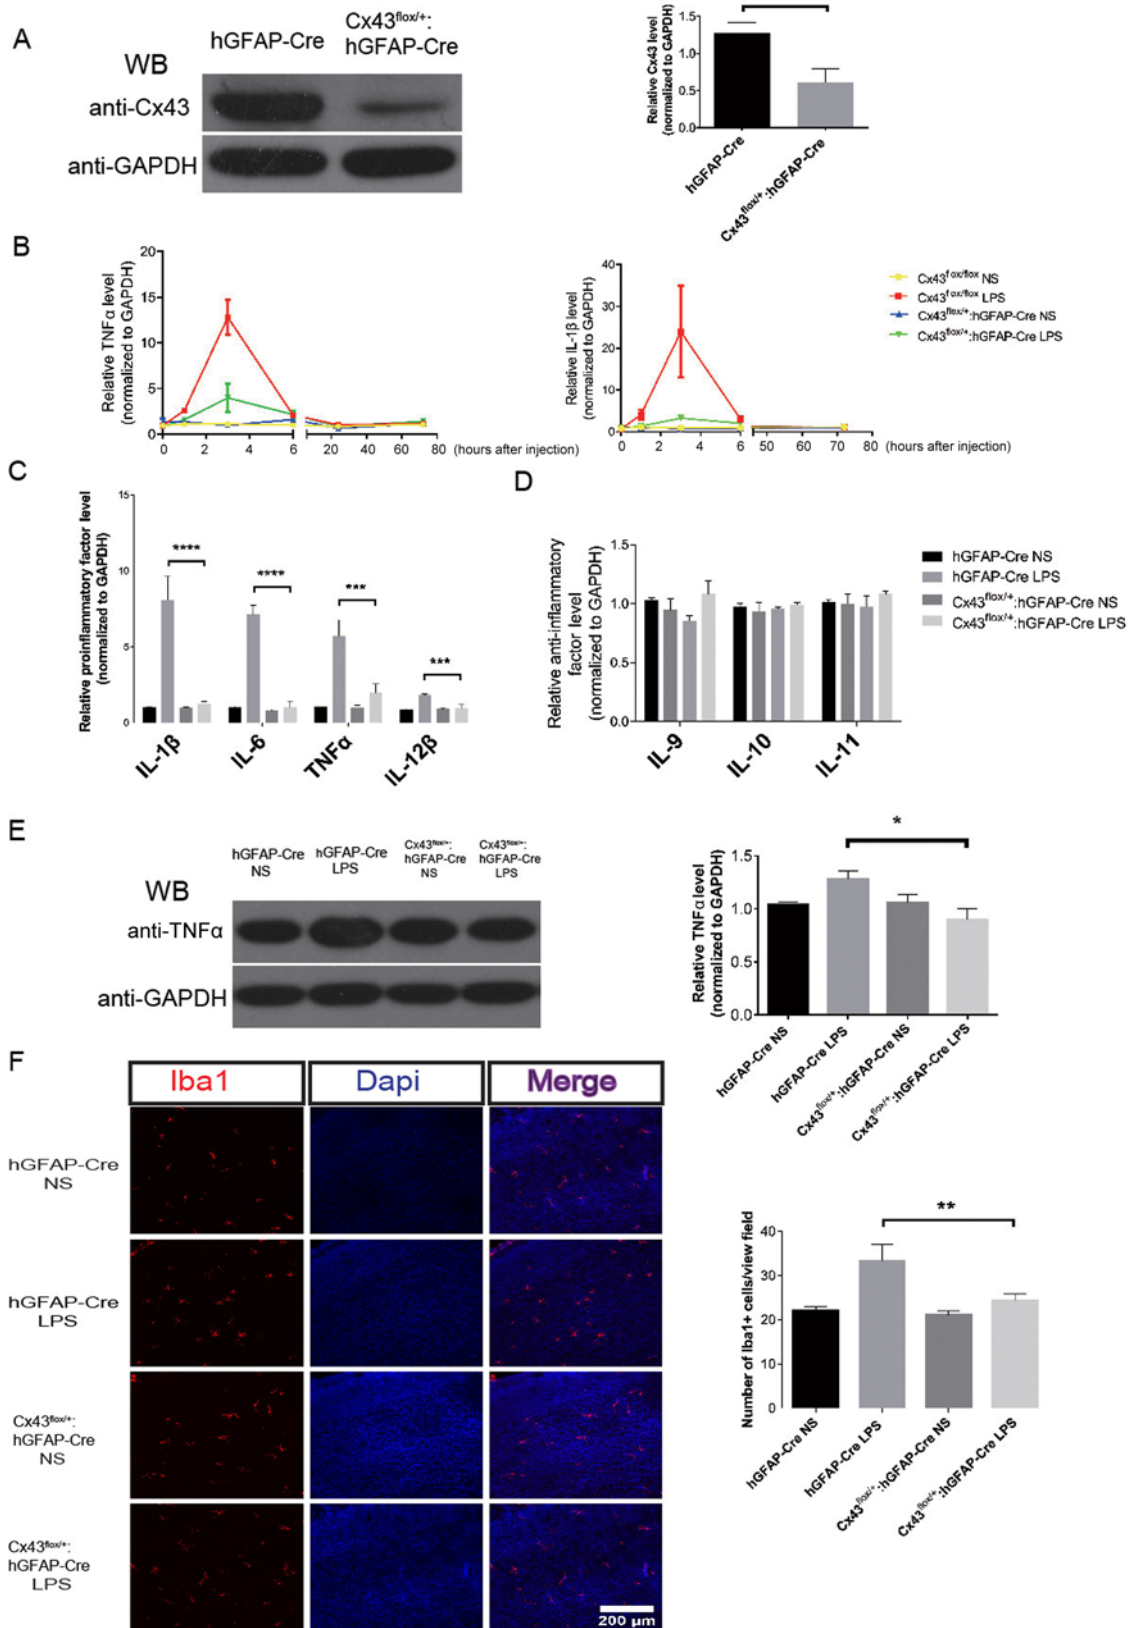 A
WB
hGFAP-Cre
Cx43flox/+:
hGFAP-Cre
anti-Cx43
anti-GAPDH
Relative Cx43 level
(normalized to GAPDH)
1.5
1.0
0.5
0.0
hGFAP-Cre
Cx43flox/+:hGFAP-Cre
B
Relative TNFα level
(normalized to GAPDH)
20
15
10
5
0
0 2 4 6 20 40 60 80 (hours after injection)
Relative IL-1β level
(normalized to GAPDH)
40
30
20
10
0
0 2 4 6 50 60 70 80
(hours after injection)
Cx43flox/flox NS
Cx43flox/flox LPS
Cx43flox/+:hGFAP-Cre NS
Cx43flox/+:hGFAP-Cre LPS
C
Relative proinflammatory factor level
(normalized to GAPDH)
15
10
5
0
****
****
***
***
IL-1β
IL-6
TNFα
IL-12β
D
Relative anti-inflammatory
factor level
(normalized to GAPDH)
1.5
1.0
0.5
0.0
IL-9
IL-10
IL-11
hGFAP-Cre NS
hGFAP-Cre LPS
Cx43flox/+:hGFAP-Cre NS
Cx43flox/+:hGFAP-Cre LPS
E
WB
hGFAP-Cre
NS
hGFAP-Cre
LPS
Cx43flox/+:
hGFAP-Cre
NS
Cx43flox/+:
hGFAP-Cre
LPS
anti-TNFα
anti-GAPDH
Relative TNFα level
(normalized to GAPDH)
1.5
1.0
0.5
0.0
*
hGFAP-Cre NS
hGFAP-Cre LPS
Cx43flox/+:hGFAP-Cre NS
Cx43flox/+:hGFAP-Cre LPS
F
Iba1
Dapi
Merge
hGFAP-Cre
NS
hGFAP-Cre
LPS
Cx43flox/+:
hGFAP-Cre
NS
Cx43flox/+:
hGFAP-Cre
LPS
200 μm
Number of Iba1+ cells/view field
40
30
20
10
0
**
hGFAP-Cre NS
hGFAP-Cre LPS
Cx43flox/+:hGFAP-Cre NS
Cx43flox/+:hGFAP-Cre LPS